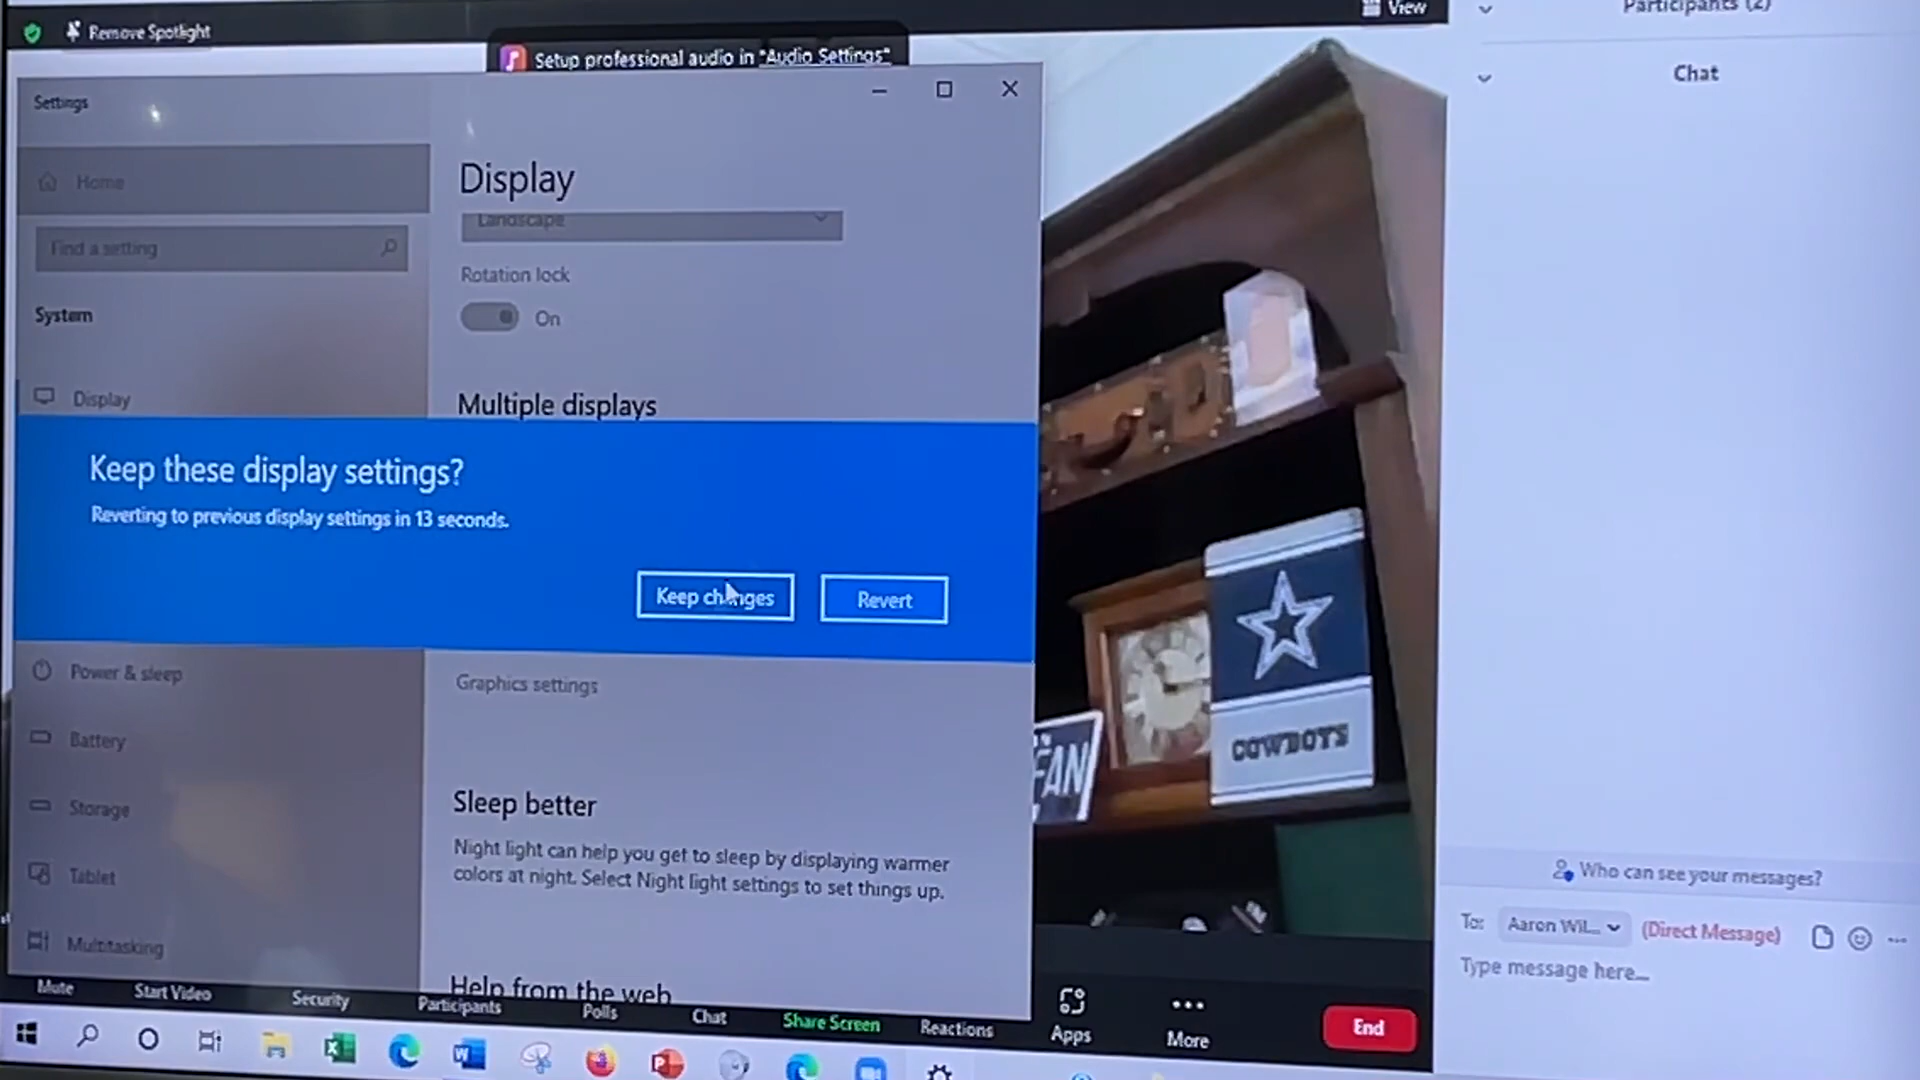 Remove Spotlight
View
Participants (2)
Setup professional audio in "Audio Settings"
Chat
Settings
Home
Display
Landscape
Find a setting
Rotation lock
On
System
Display
Multiple displays
Keep these display settings?
Reverting to previous display settings in 13 seconds.
Keep changes
Revert
Power & sleep
Graphics settings
Battery
Storage
Tablet
Multitasking
Sleep better
Night light can help you get to sleep by displaying warmer
colors at night. Select Night light settings to set things up.
Help from the web
FAN
COWBOYS
Who can see your messages?
To: Aaron Wil... (Direct Message)
Type message here...
Mute
Start Video
Security
Participants
Polls
Chat
Share Screen
Reactions
Apps
More
End